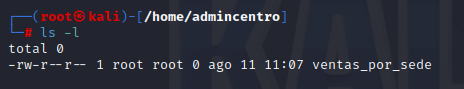 ┌──(root㉿kali)-[/home/admincentro]
└─# ls -l
total 0
-rw-r--r-- 1 root root 0 ago 11 11:07 ventas_por_sede